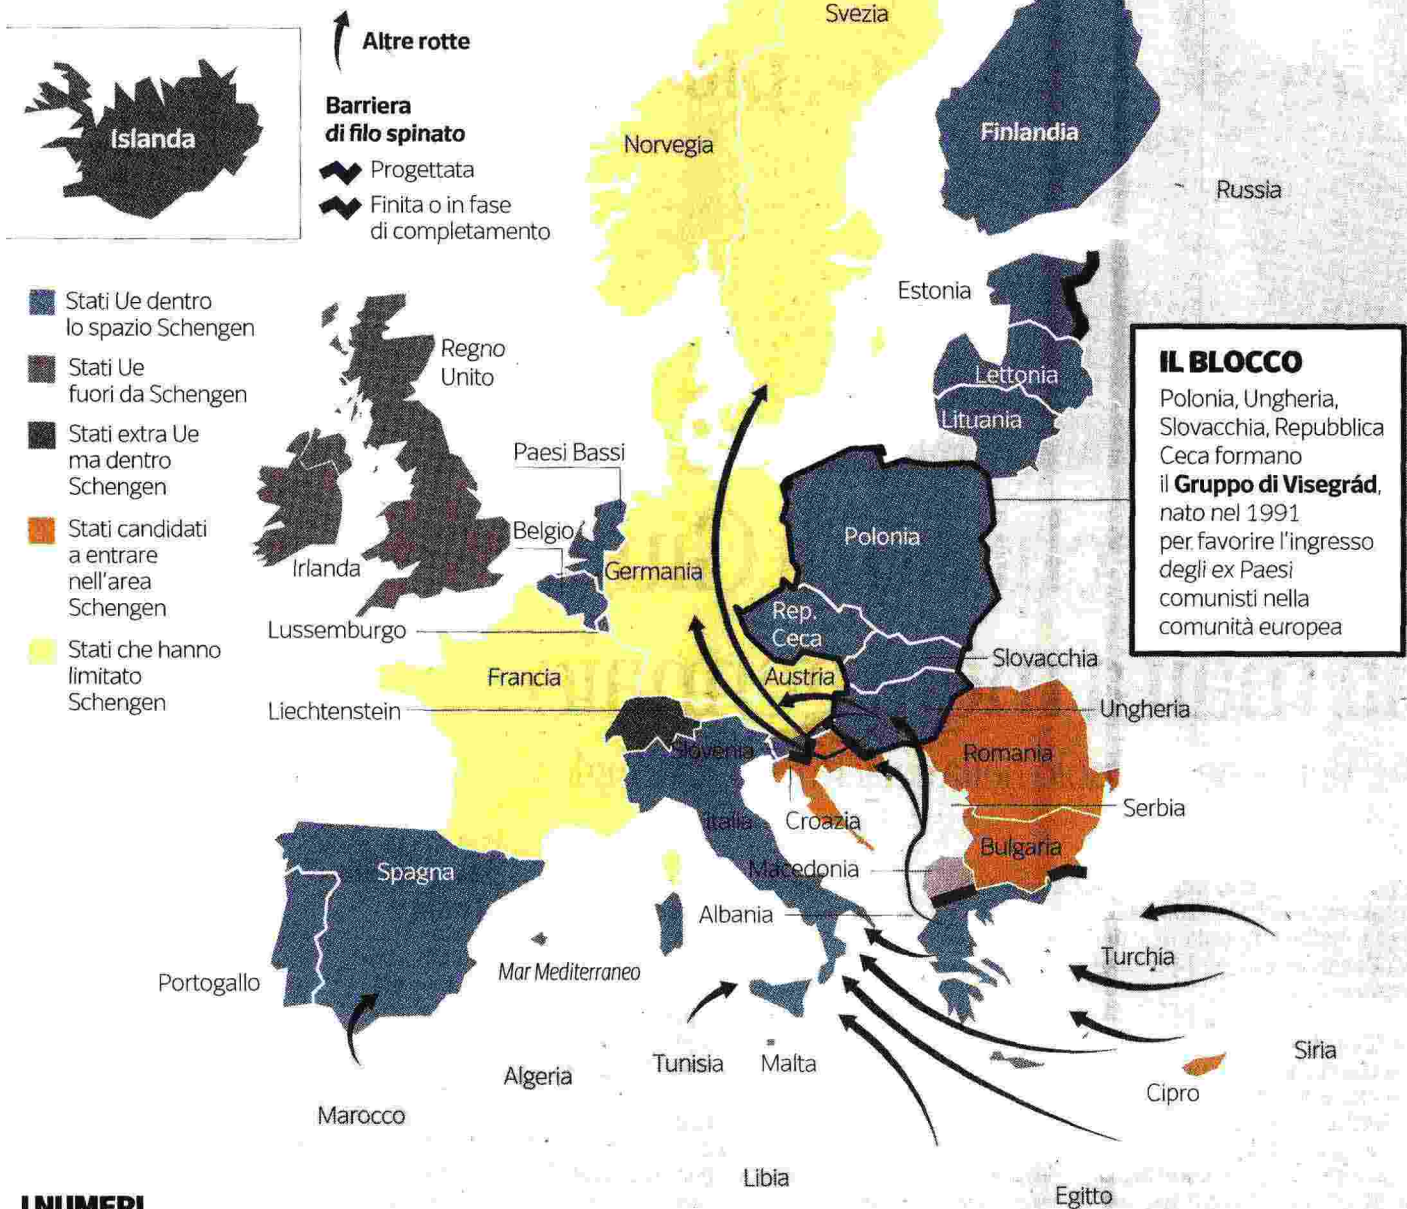 Altre rotte
Barriera
di filo spinato
Progettata
Finita o in fase
di completamento
Islanda
Stati Ue dentro
lo spazio Schengen
Stati Ue
fuori da Schengen
Stati extra Ue
ma dentro
Schengen
Stati candidati
a entrare
nell'area
Schengen
Stati che hanno
limitato
Schengen
Svezia
Norvegia
Finlandia
Russia
Estonia
Lettonia
Lituania
Regno
Unito
Irlanda
Paesi Bassi
Belgio
Germania
Lussemburgo
Francia
Liechtenstein
Polonia
Rep.
Ceca
Austria
Slovacchia
Ungheria
IL BLOCCO
Polonia, Ungheria,
Slovacchia, Repubblica
Ceca formano
il Gruppo di Visegrád,
nato nel 1991
per favorire l'ingresso
degli ex Paesi
comunisti nella
comunità europea
Slovenia
Romania
Italia
Croazia
Serbia
Bulgaria
Macedonia
Albania
Spagna
Portogallo
Mar Mediterraneo
Turchia
Siria
Cipro
Algeria
Tunisia
Malta
Marocco
Libia
Egitto
I NUMERI